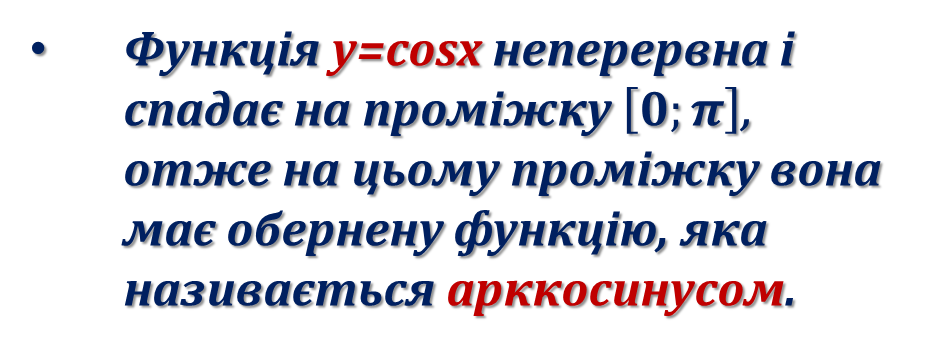 • Функція y=cosx неперервна і
спадає на проміжку [0; π],
отже на цьому проміжку вона
має обернену функцію, яка
називається арккосинусом.